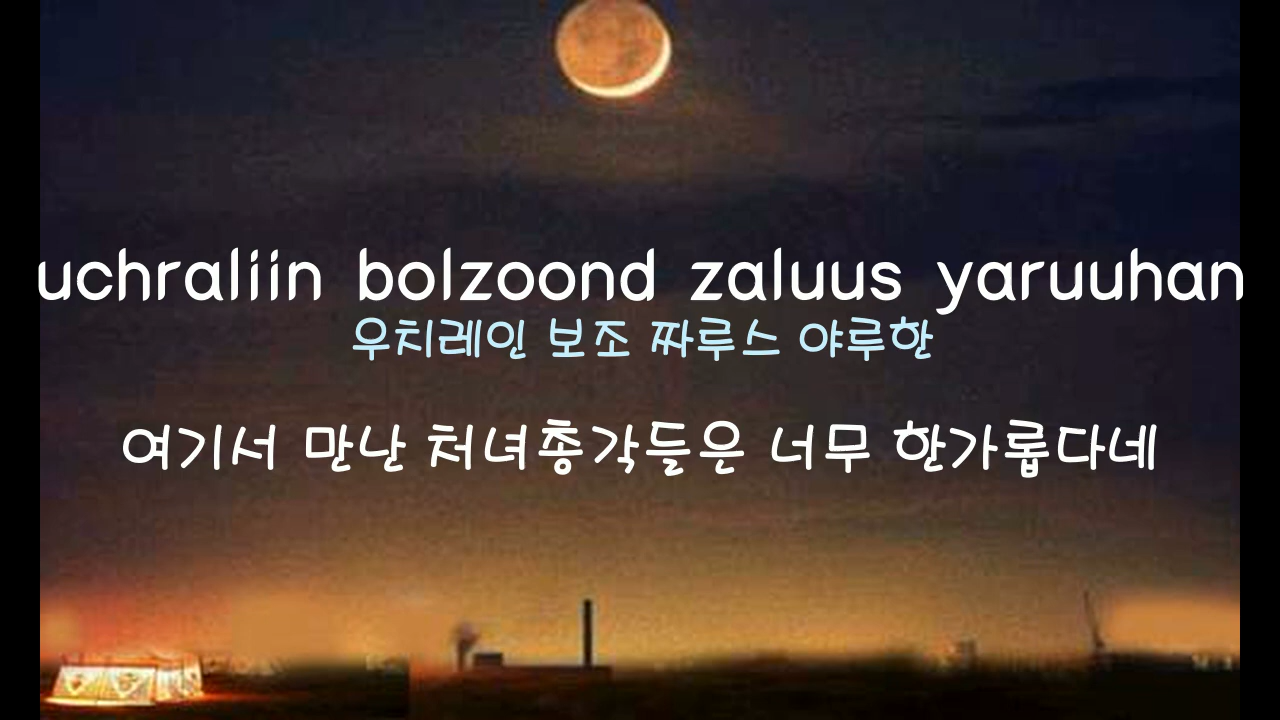 uchraliin bolzoond zaluus yaruuhan
우치레인 보조 짜루스 야루한
여기서 만난 처녀총각들은 너무 한가롭다네